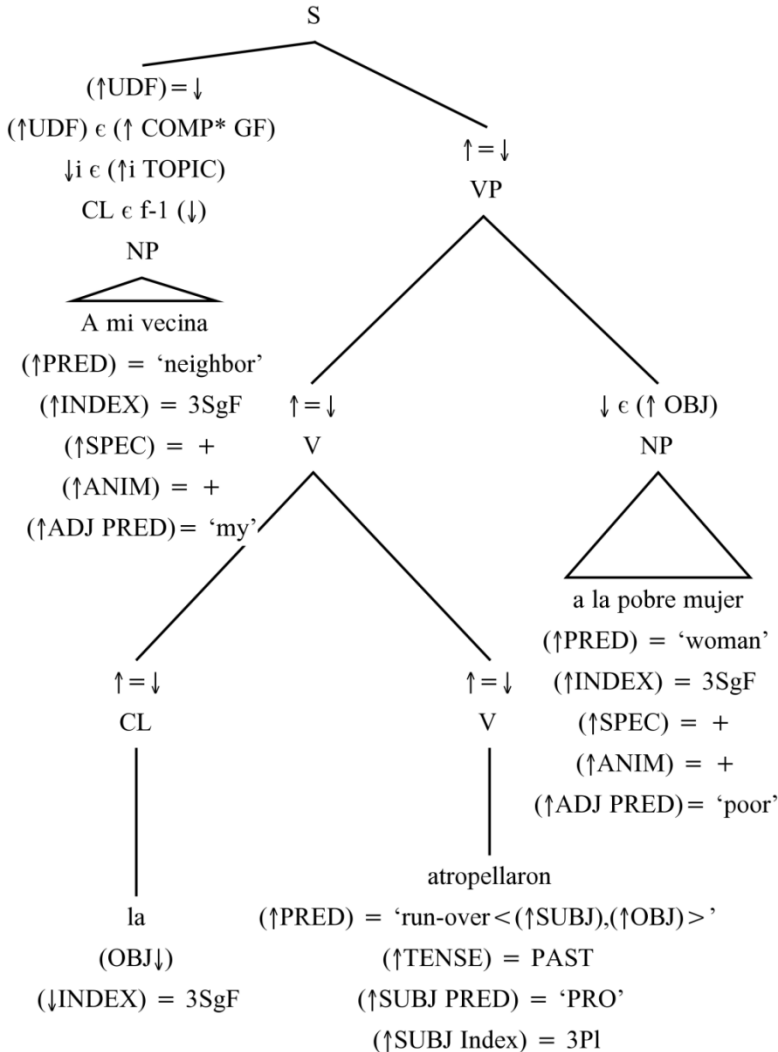 S
(↑UDF)=↓
(↑UDF) ϵ (↑ COMP* GF)
↓i ϵ (↑i TOPIC)
CL ϵ f-1 (↓)
NP
A mi vecina
(↑PRED) = ‘neighbor’
(↑INDEX) = 3SgF
(↑SPEC) = +
(↑ANIM) = +
(↑ADJ PRED)= ‘my’
↑=↓
VP
↑=↓
V
↓ ϵ (↑ OBJ)
NP
a la pobre mujer
(↑PRED) = ‘woman’
(↑INDEX) = 3SgF
(↑SPEC) = +
(↑ANIM) = +
(↑ADJ PRED)= ‘poor’
↑=↓
CL
la
(OBJ↓)
(↓INDEX) = 3SgF
↑=↓
V
atropellaron
(↑PRED) = ‘run-over<(↑SUBJ),(↑OBJ)>’
(↑TENSE) = PAST
(↑SUBJ PRED) = ‘PRO’
(↑SUBJ Index) = 3Pl